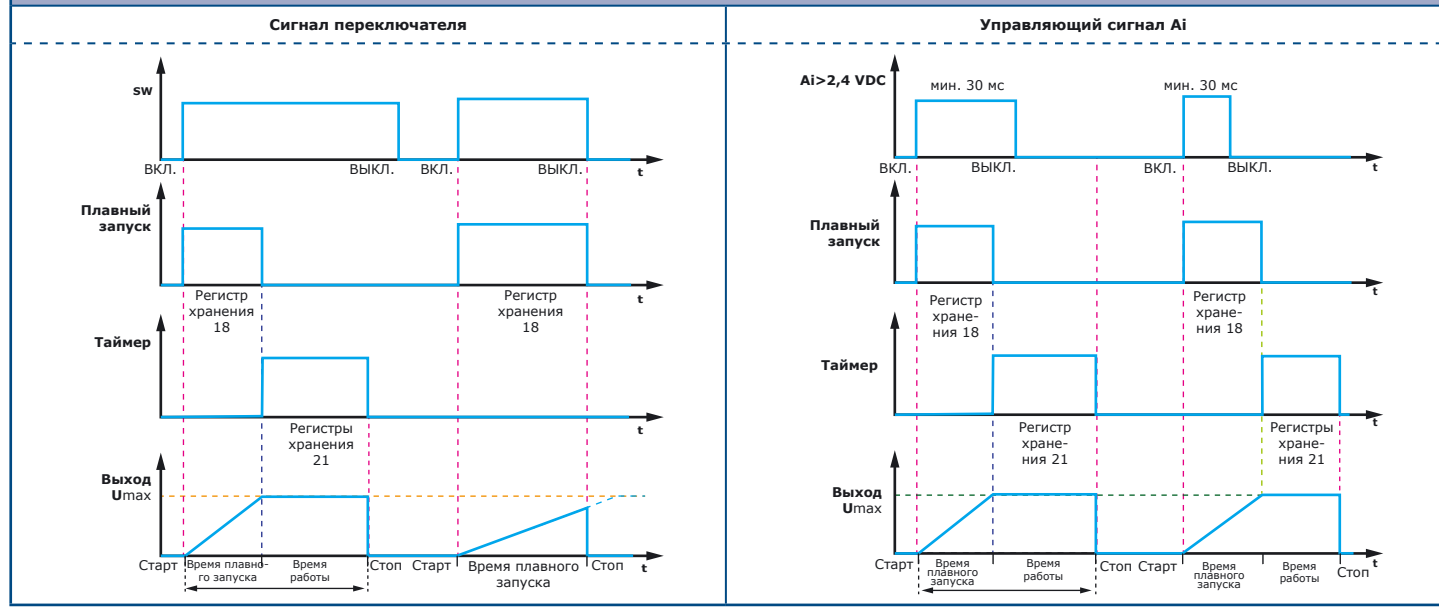 Сигнал переключателя
sw
ВКЛ.
ВЫКЛ.
ВКЛ.
ВЫКЛ.
t
Плавный
запуск
Регистр
хранения
18
Регистр
хранения
18
t
Таймер
Регистры
хранения
21
t
Выход
Umax
Старт
Время плавно-
го запуска
Время
работы
Стоп
Старт
Время плавного
запуска
Стоп
t
Управляющий сигнал Ai
Ai>2,4 VDC
мин. 30 мс
мин. 30 мс
ВКЛ.
ВЫКЛ.
ВКЛ.
ВЫКЛ.
t
Плавный
запуск
Регистр
хране-
ния 18
Регистр
хране-
ния 18
t
Таймер
Регистр
хране-
ния 21
Регистры
хране-
ния 21
t
Выход
Umax
Старт
Время
плавного
запуска
Время
работы
Стоп
Старт
Время
плавного
запуска
Время
работы
Стоп
t